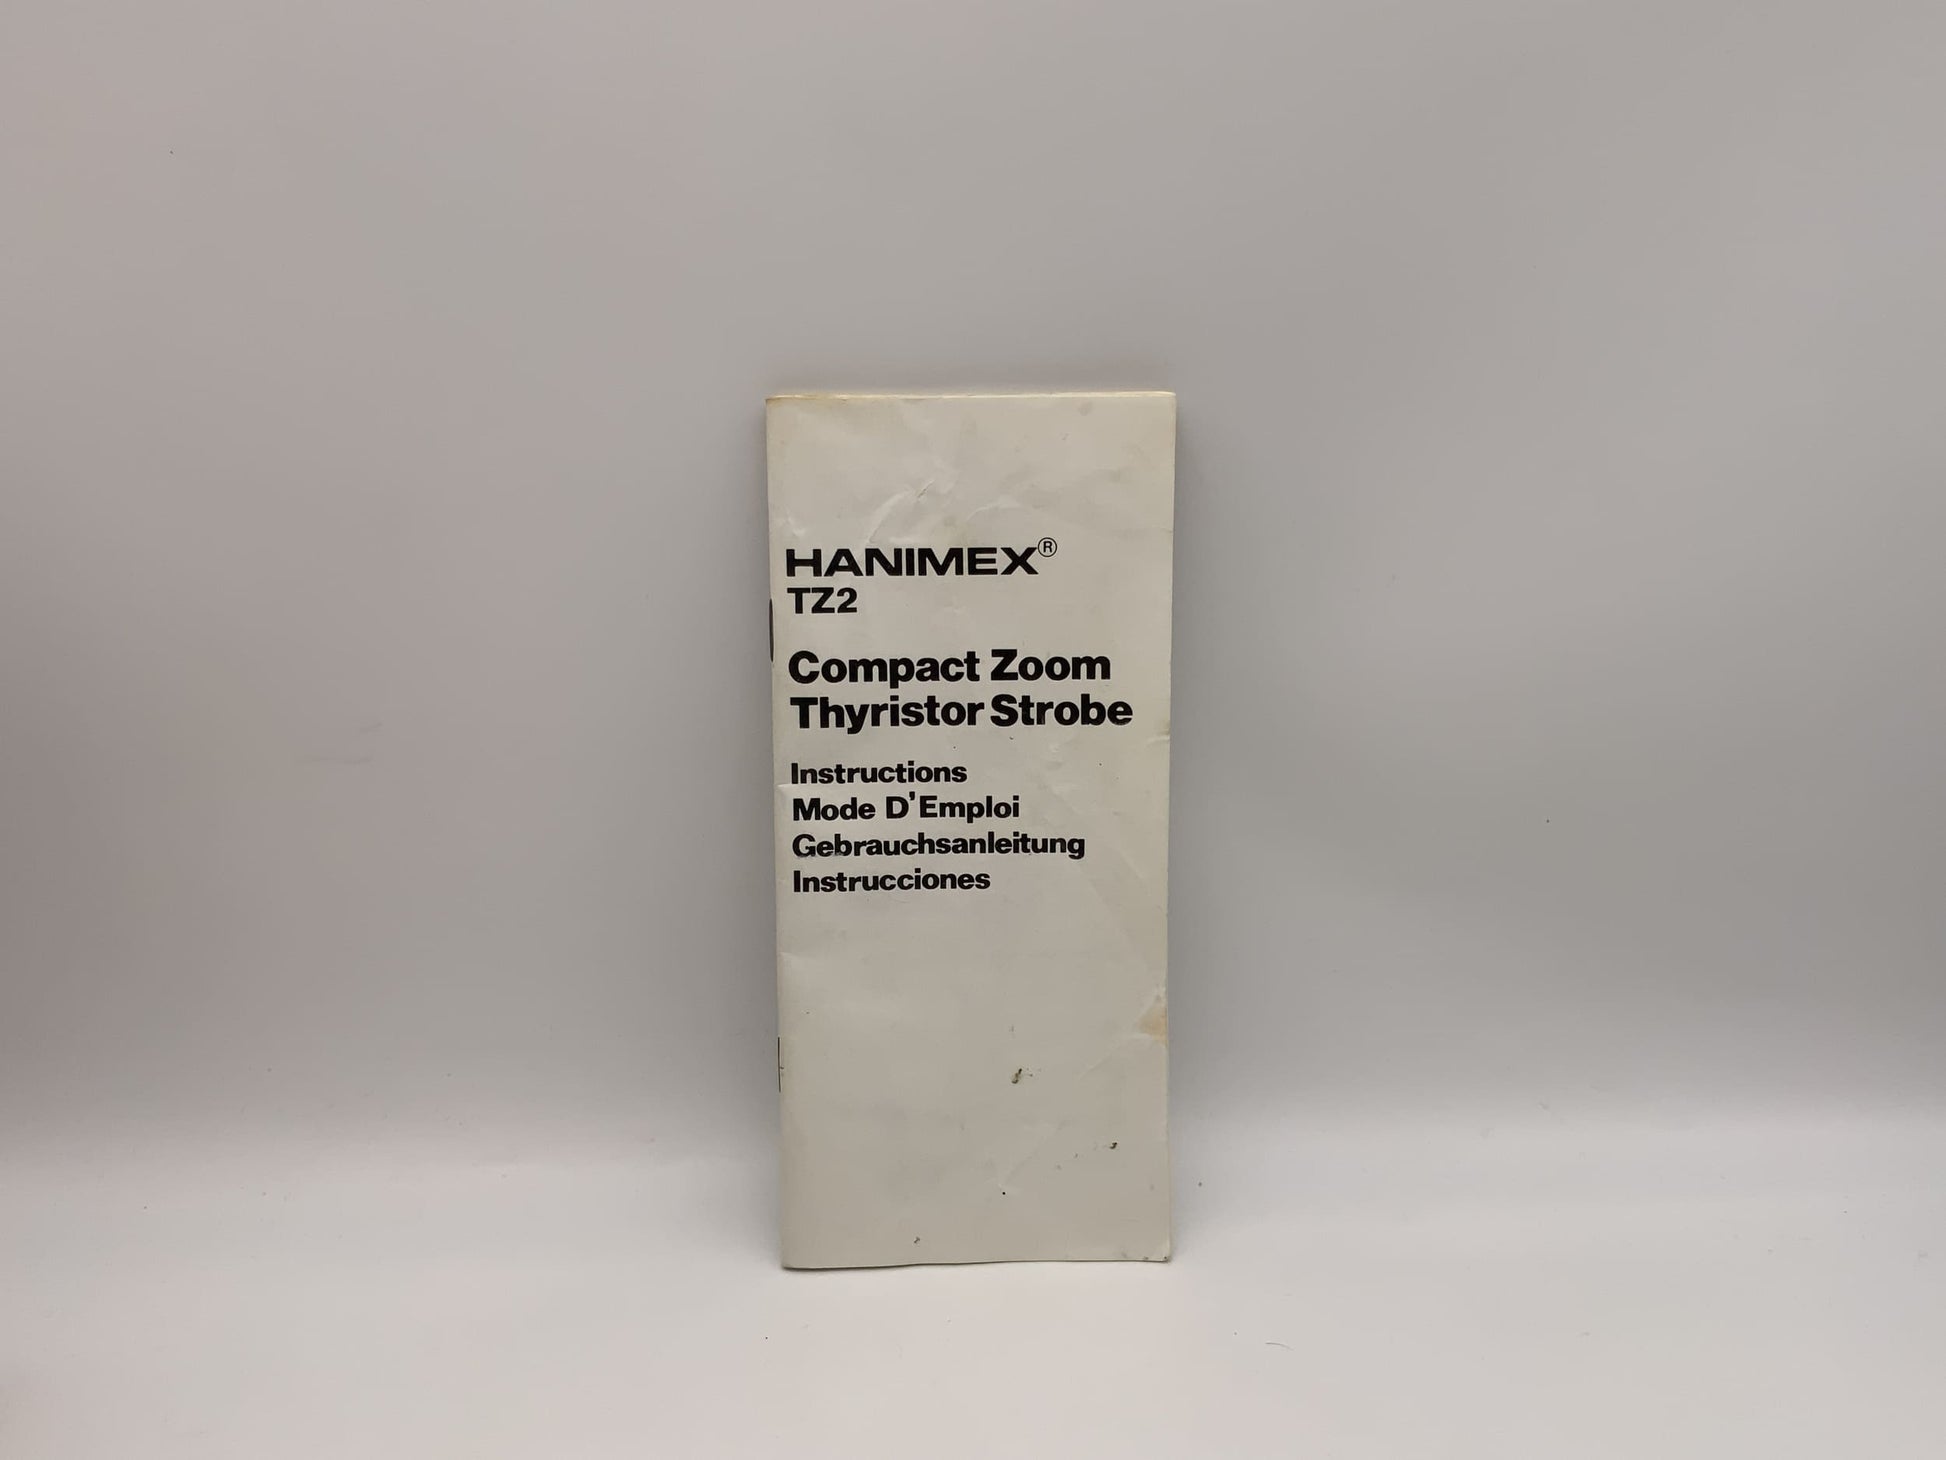 HANIMEX®
TZ2
Compact Zoom
Thyristor Strobe
Instructions
Mode D'Emploi
Gebrauchsanleitung
Instrucciones